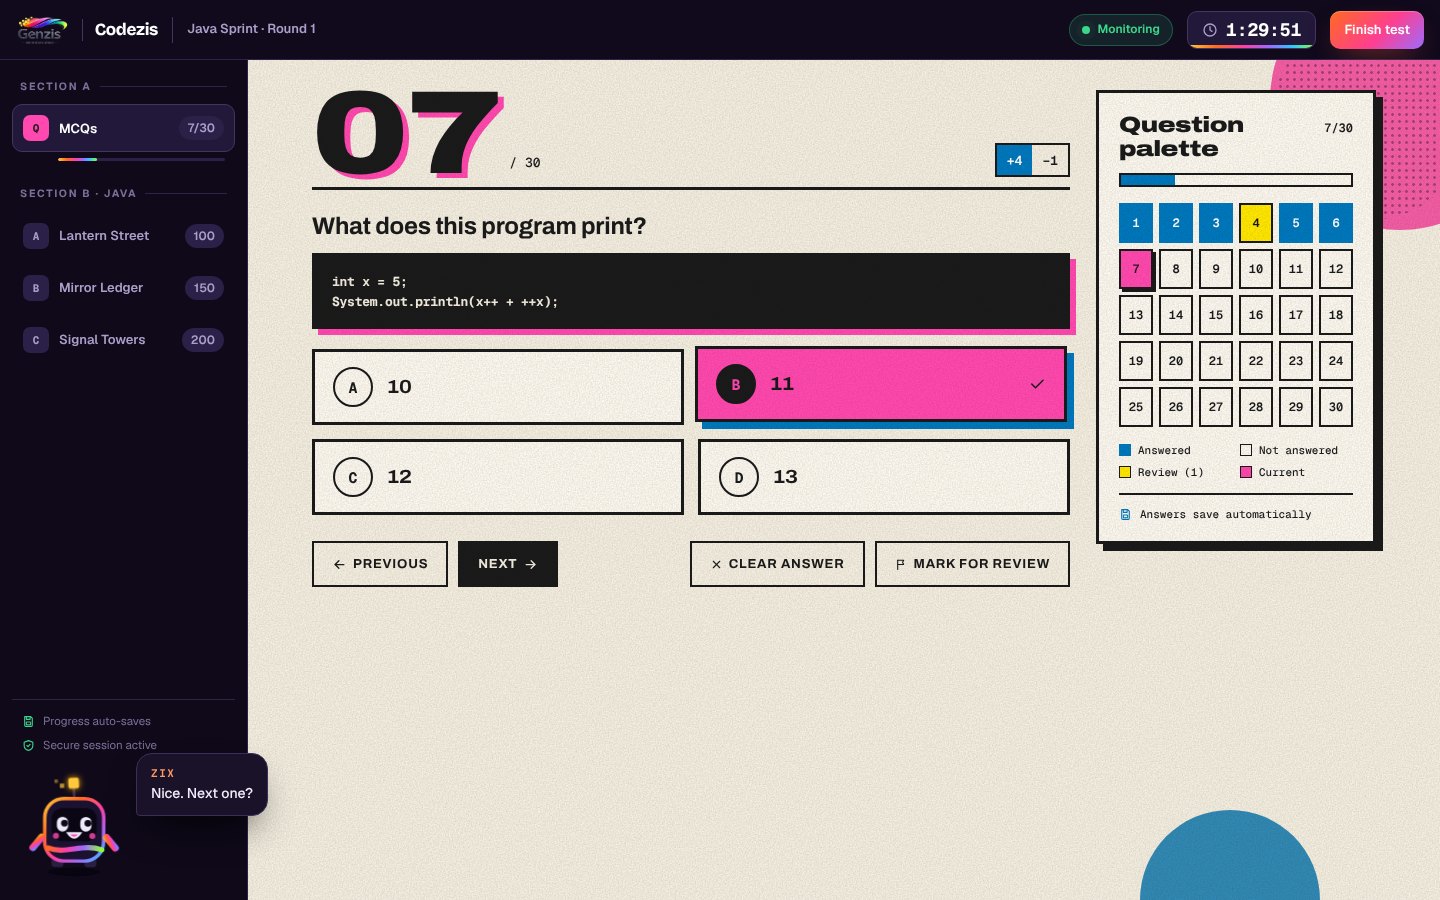 Genzis
Codezis
Java Sprint · Round 1
Monitoring
1:29:51
Finish test
SECTION A
Q MCQs 7/30
SECTION B · JAVA
A Lantern Street 100
B Mirror Ledger 150
C Signal Towers 200
Progress auto-saves
Secure session active
ZIX
Nice. Next one?
07 / 30
+4 −1
What does this program print?
int x = 5;
System.out.println(x++ + ++x);
A 10
B 11
C 12
D 13
← PREVIOUS
NEXT →
× CLEAR ANSWER
MARK FOR REVIEW
Question
palette
7/30
1 2 3 4 5 6
7 8 9 10 11 12
13 14 15 16 17 18
19 20 21 22 23 24
25 26 27 28 29 30
Answered
Not answered
Review (1)
Current
Answers save automatically